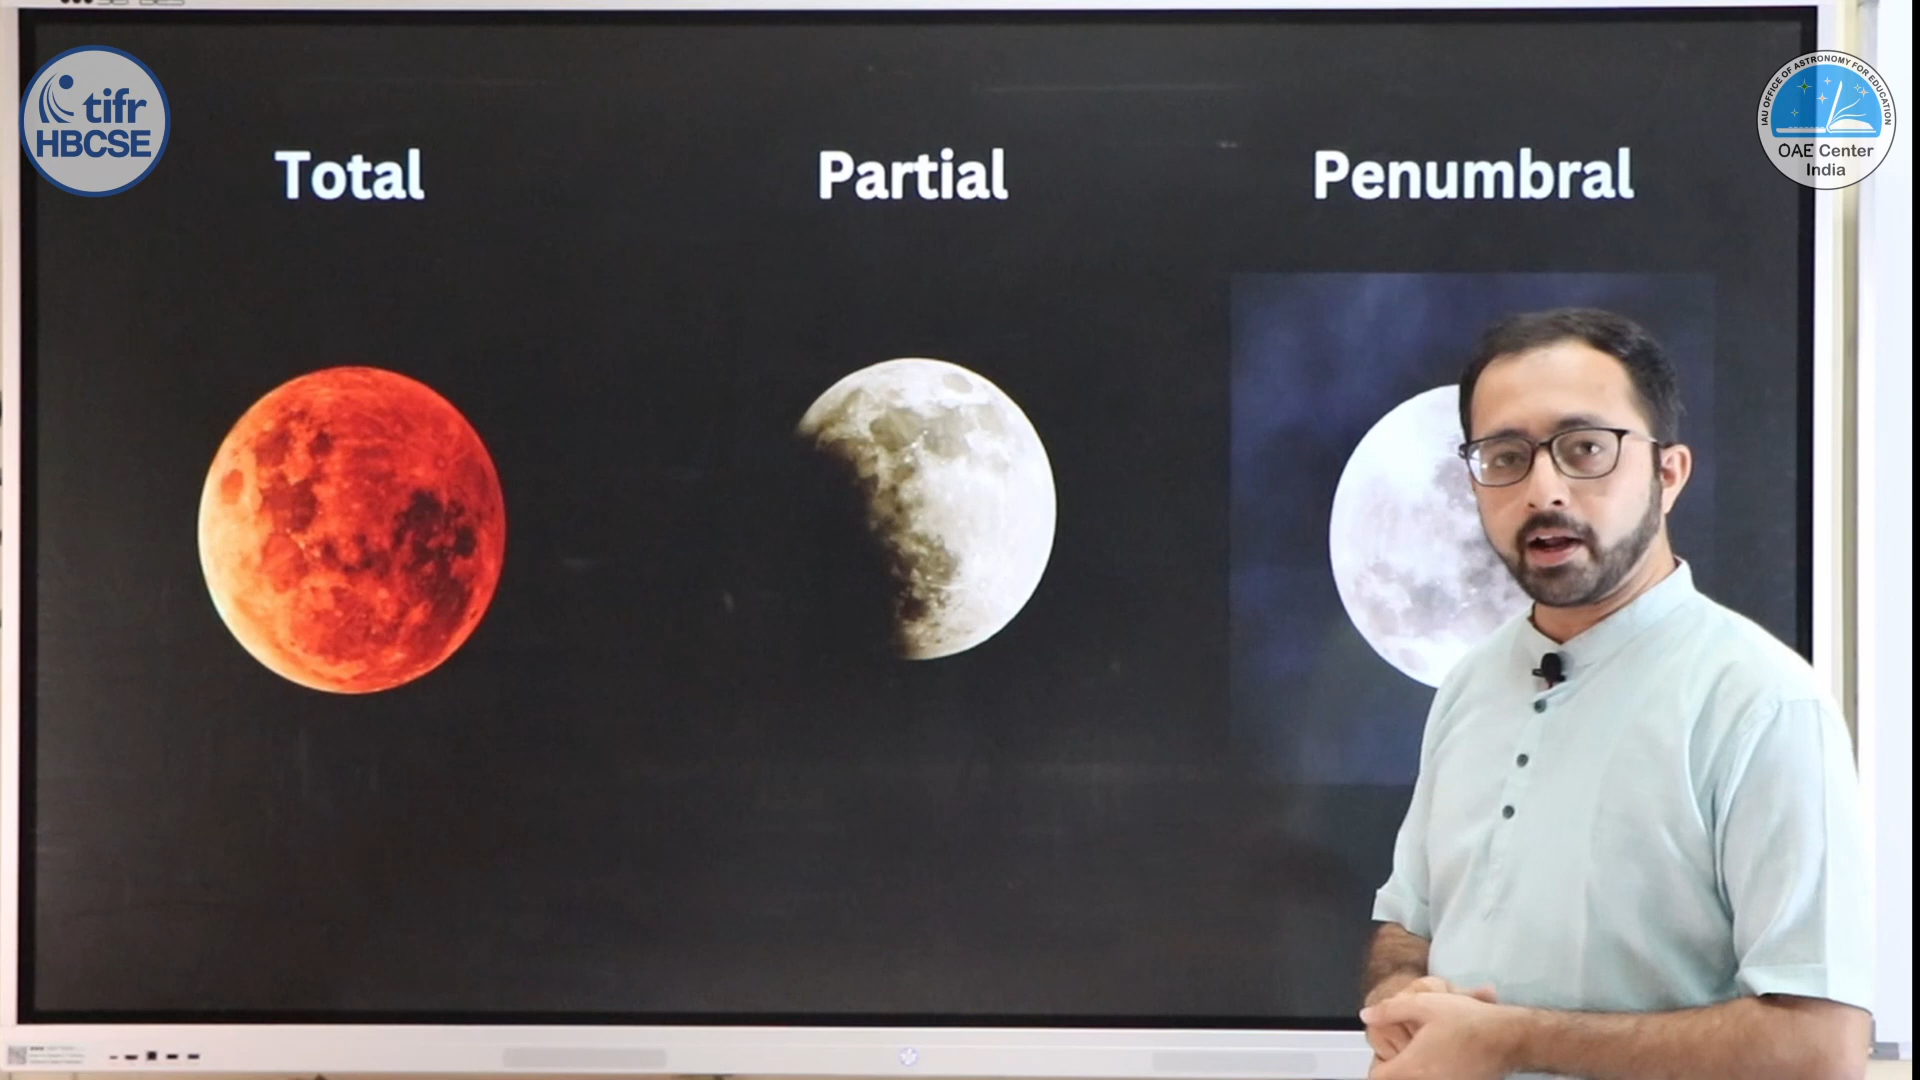 tifr
HBCSE
Total
Partial
Penumbral
IAU OFFICE OF ASTRONOMY FOR EDUCATION
OAE Center
India